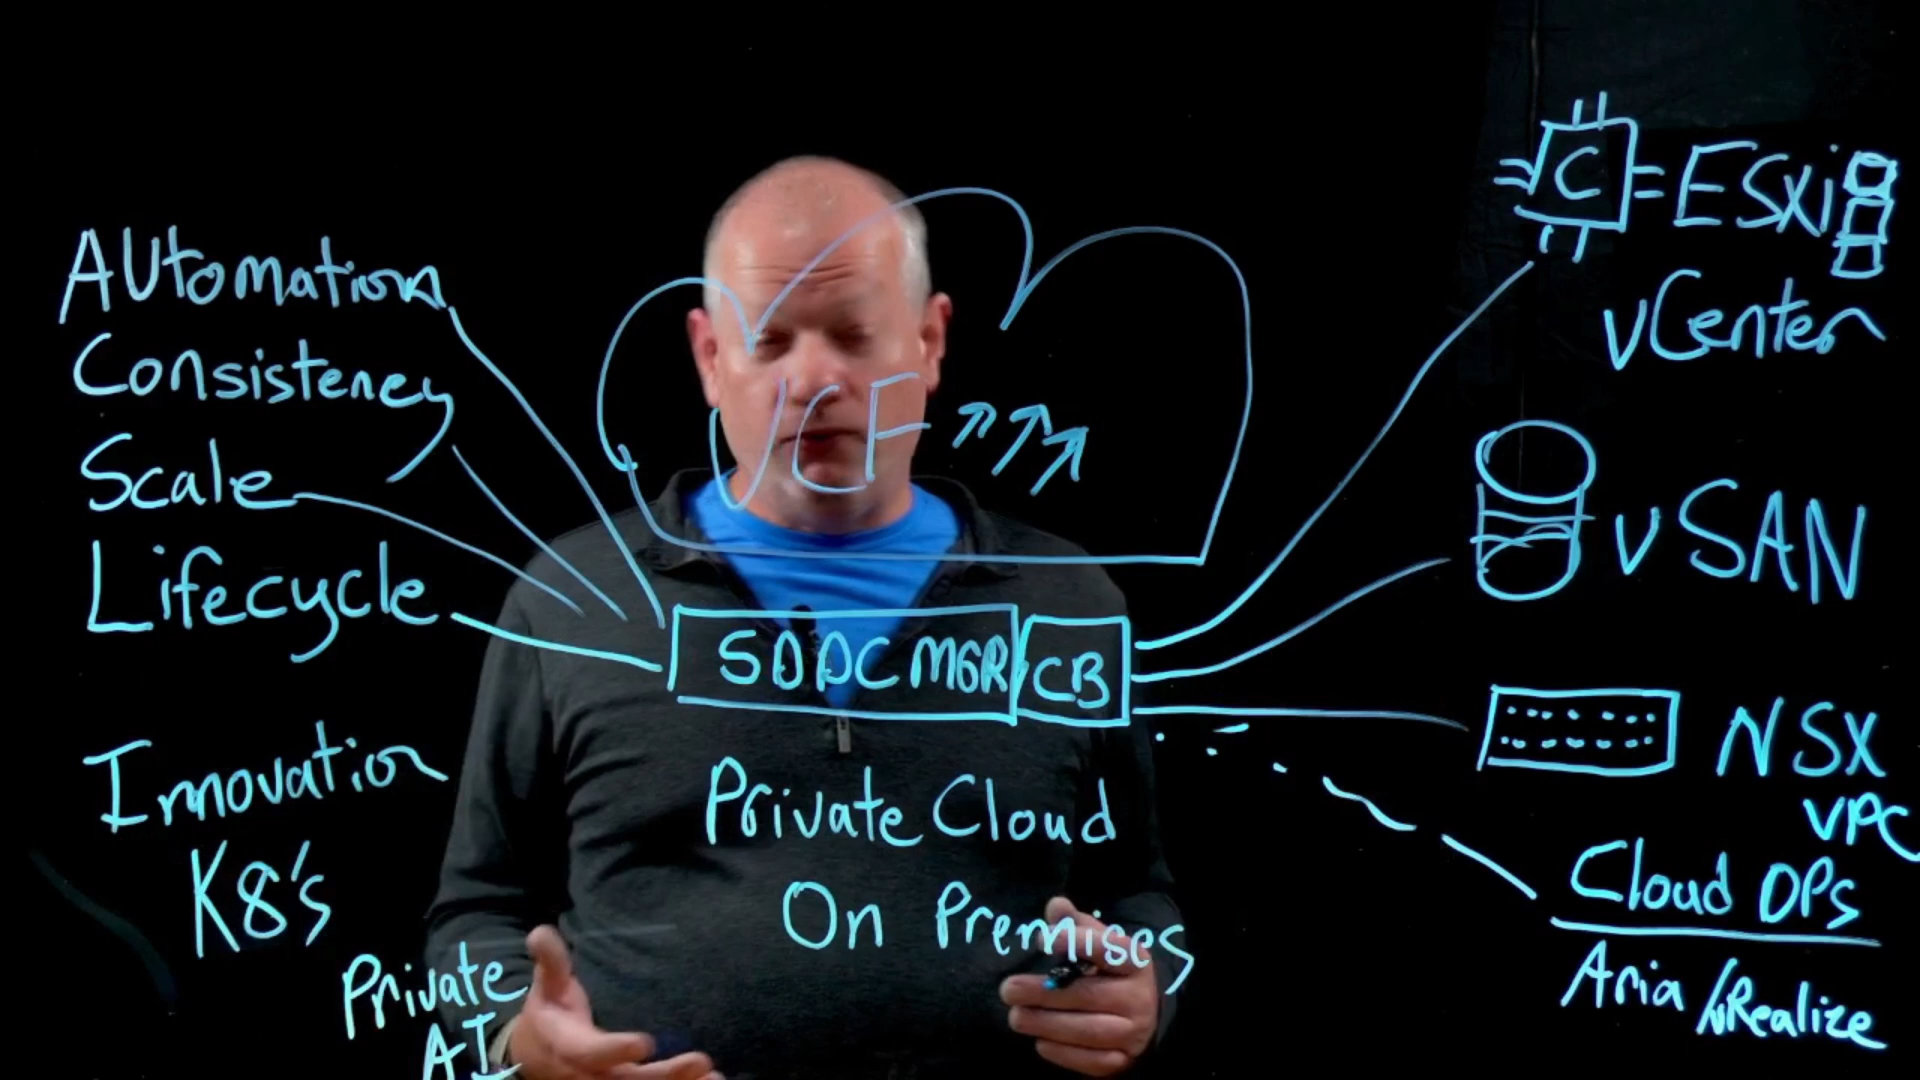 AUtomation
Consistency
Scale
Lifecycle
Innovation
K8's
Private
AI
VCF
SDDC MGR CB
Private Cloud
On Premises
C ESXi
vCenter
vSAN
NSX
VPC
Cloud OPs
Aria/vRealize